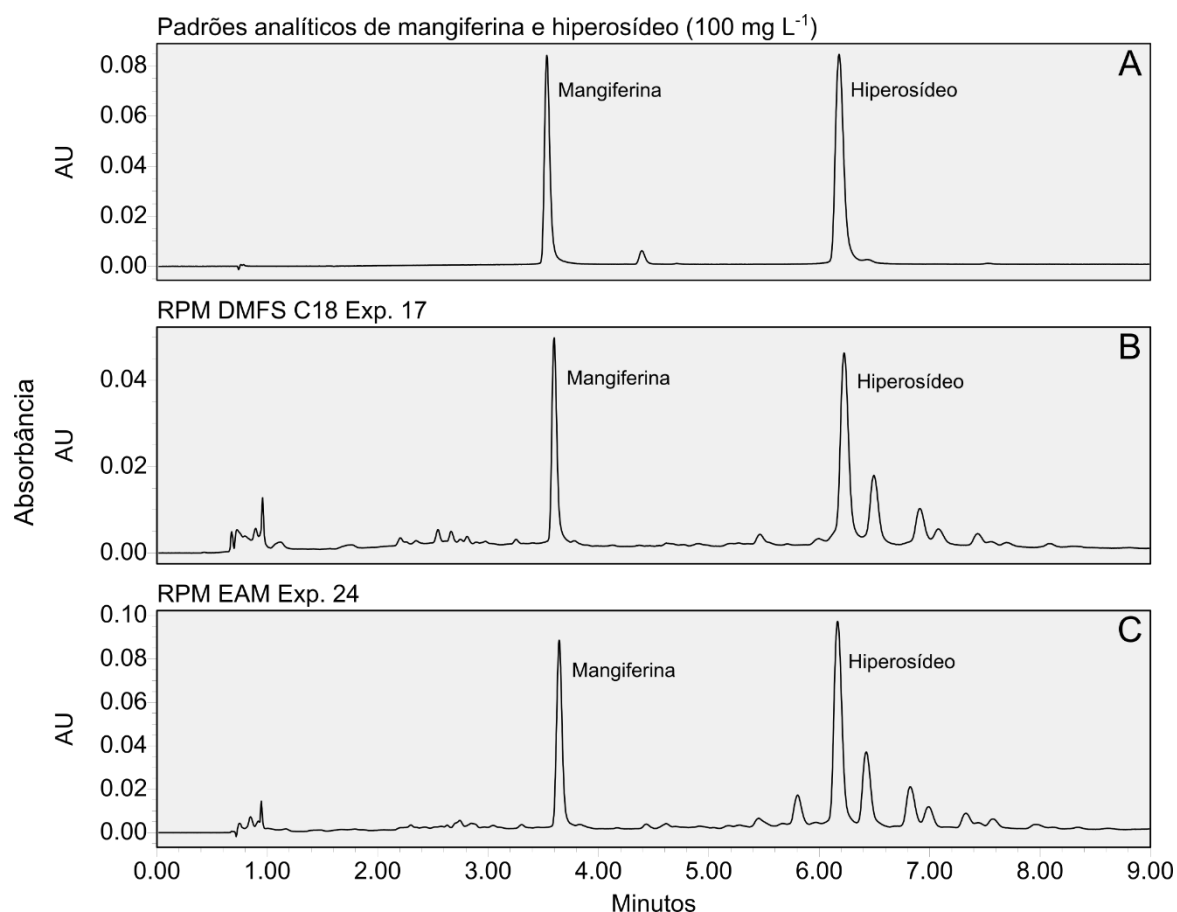 Padrões analíticos de mangiferina e hiperosídeo (100 mg L⁻¹)
A
0.08
0.06
0.04
0.02
0.00
AU
Mangiferina
Hiperosídeo
RPM DMFS C18 Exp. 17
B
0.04
0.02
0.00
Absorbância
AU
Mangiferina
Hiperosídeo
RPM EAM Exp. 24
C
0.10
0.08
0.06
0.04
0.02
0.00
AU
Mangiferina
Hiperosídeo
0.00 1.00 2.00 3.00 4.00 5.00 6.00 7.00 8.00 9.00
Minutos